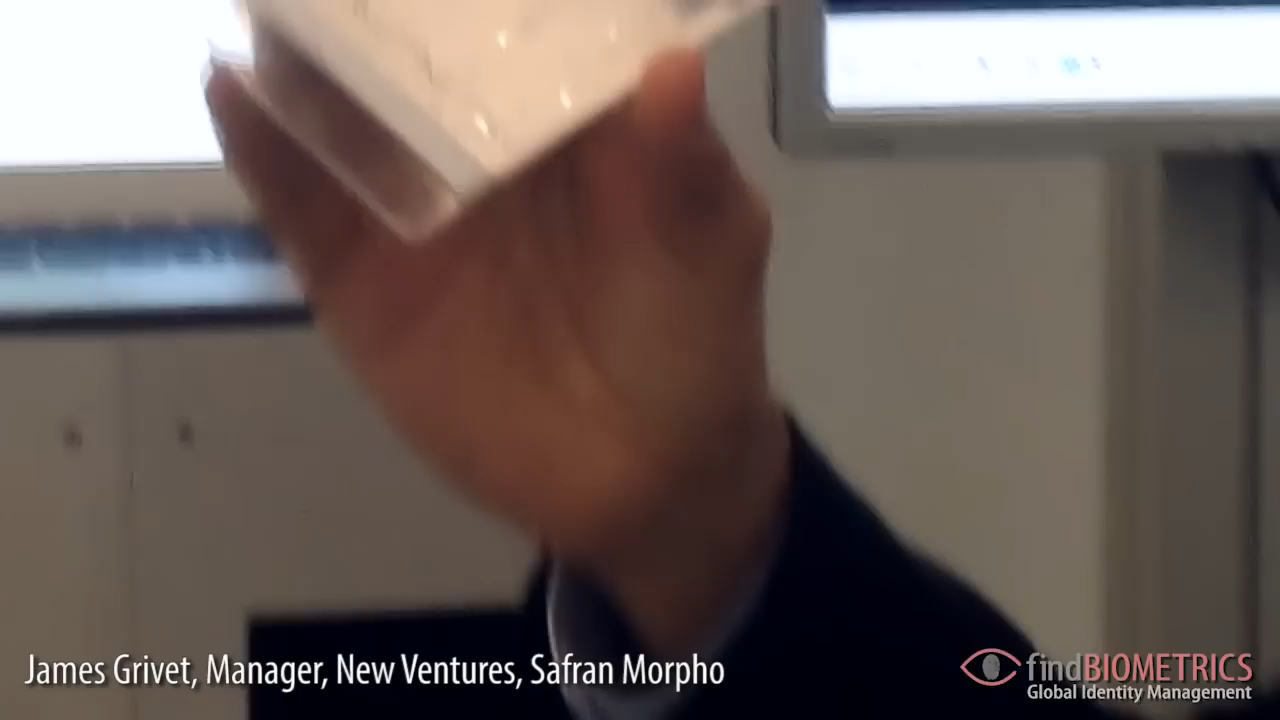 James Grivet, Manager, New Ventures, Safran Morpho
findBIOMETRICS
Global Identity Management